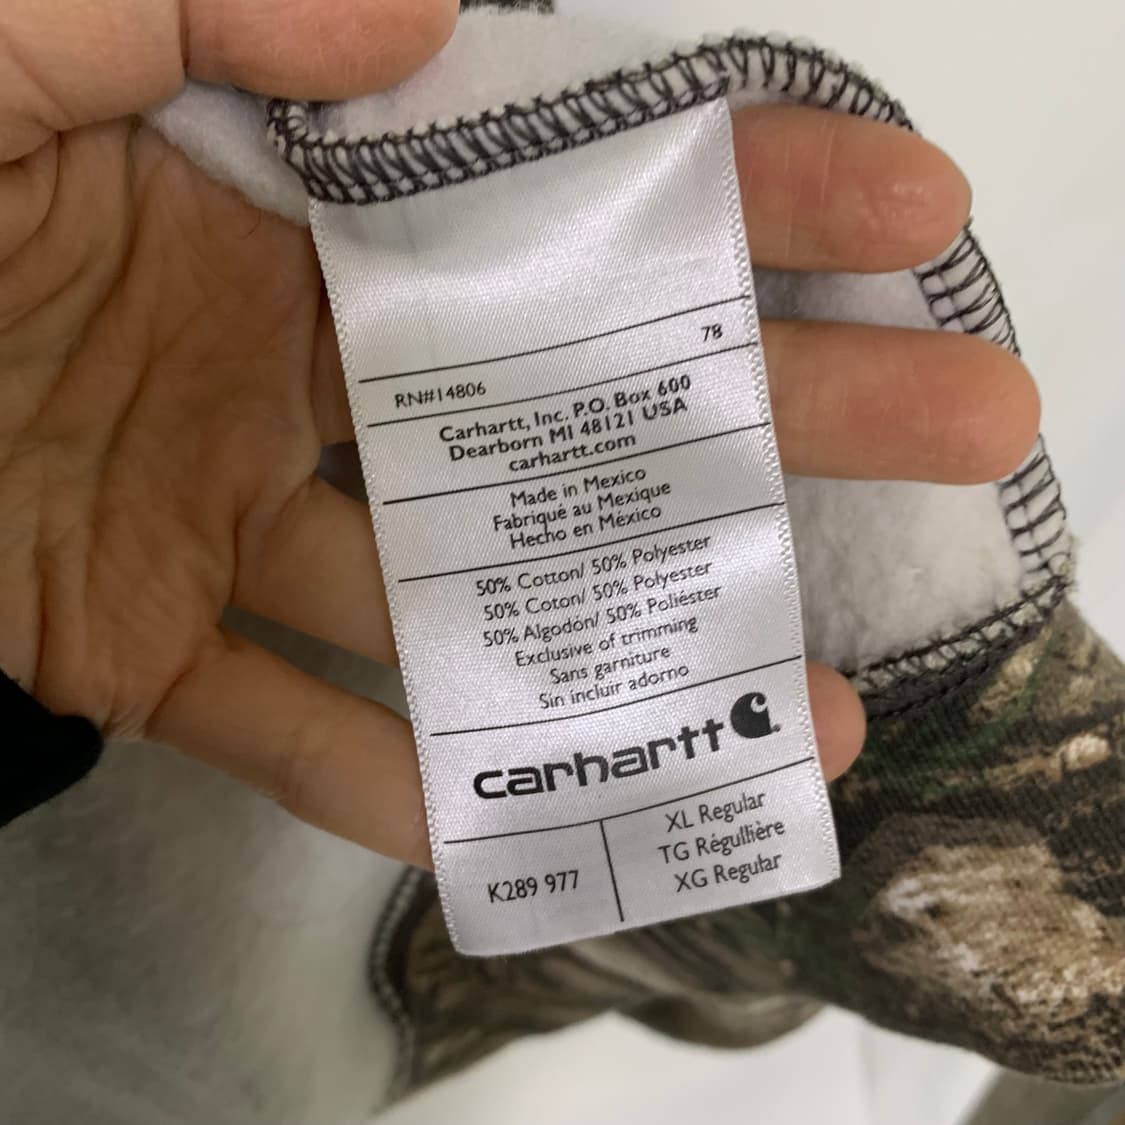 78
RN#14806
Carhartt, Inc. P.O. Box 600
Dearborn MI 48121 USA
carhartt.com
Made in Mexico
Fabriqué au Mexique
Hecho en México
50% Cotton/ 50% Polyester
50% Coton/ 50% Polyester
50% Algodón/ 50% Poliéster
Exclusive of trimming
Sans garniture
Sin incluir adorno
carhartt
K289 977
XL Regular
TG Régullière
XG Regular